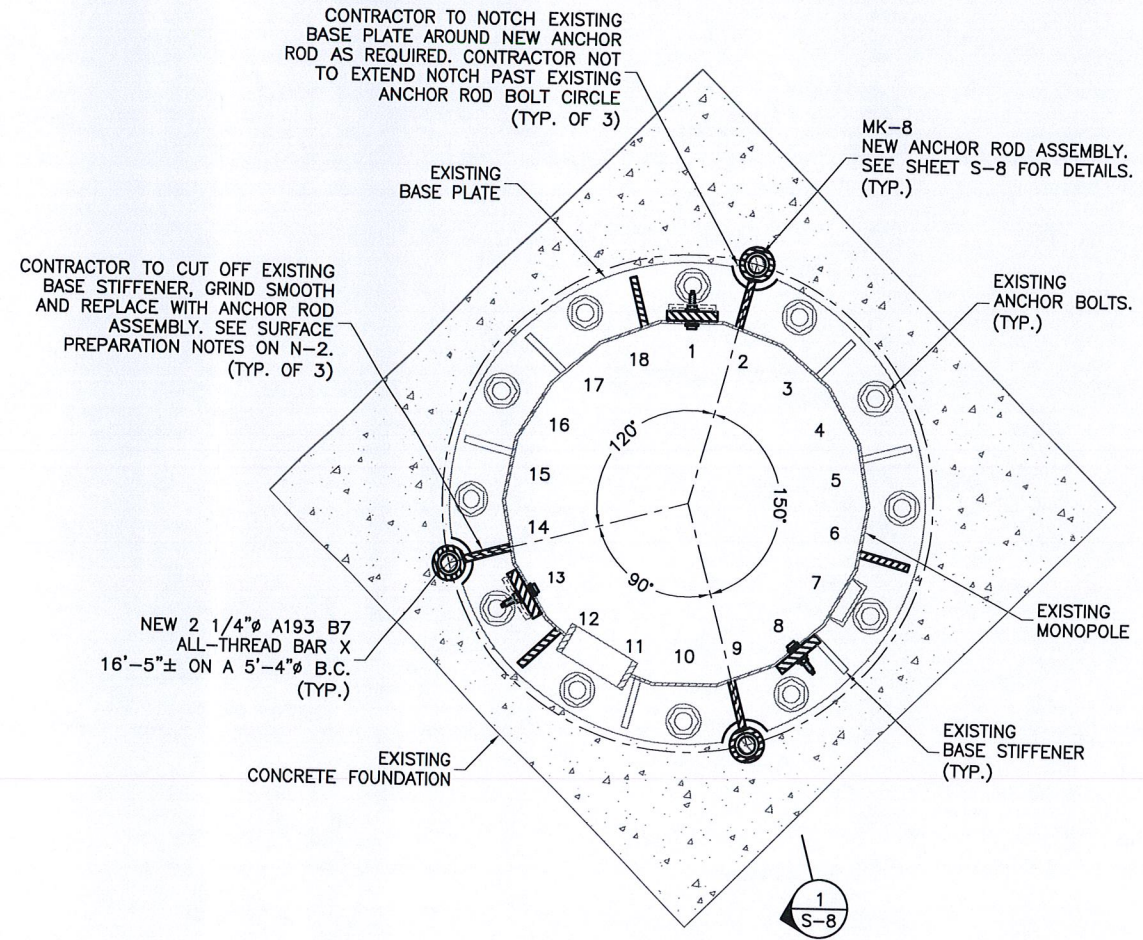 CONTRACTOR TO NOTCH EXISTING
BASE PLATE AROUND NEW ANCHOR
ROD AS REQUIRED. CONTRACTOR NOT
TO EXTEND NOTCH PAST EXISTING
ANCHOR ROD BOLT CIRCLE
(TYP. OF 3)
MK-8
NEW ANCHOR ROD ASSEMBLY.
SEE SHEET S-8 FOR DETAILS.
(TYP.)
EXISTING
BASE PLATE
CONTRACTOR TO CUT OFF EXISTING
BASE STIFFENER, GRIND SMOOTH
AND REPLACE WITH ANCHOR ROD
ASSEMBLY. SEE SURFACE
PREPARATION NOTES ON N-2.
(TYP. OF 3)
EXISTING
ANCHOR BOLTS.
(TYP.)
1
2
3
4
5
6
7
8
9
10
11
12
13
14
15
16
17
18
120°
150°
90°
NEW 2 1/4"ø A193 B7
ALL-THREAD BAR X
16'-5"± ON A 5'-4"ø B.C.
(TYP.)
EXISTING
MONOPOLE
EXISTING
BASE STIFFENER
(TYP.)
EXISTING
CONCRETE FOUNDATION
1
S-8